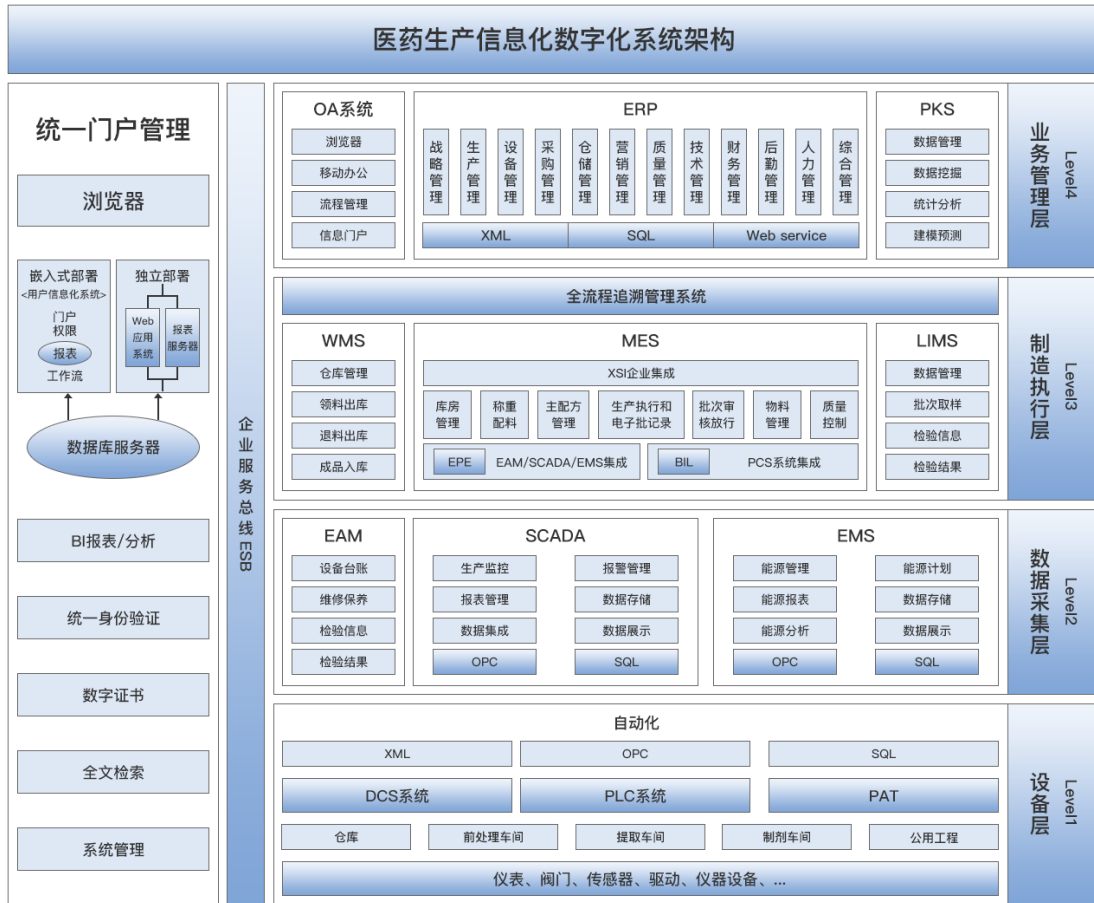 医药生产信息化数字化系统架构
统一门户管理
浏览器
嵌入式部署
<用户信息化系统>
门户
权限
报表
工作流
独立部署
Web
应用
系统
报表
服务器
数据库服务器
BI报表/分析
统一身份验证
数字证书
全文检索
系统管理
企业服务总线ESB
OA系统
浏览器
移动办公
流程管理
信息门户
ERP
战略管理
生产管理
设备管理
采购管理
仓储管理
营销管理
质量管理
技术管理
财务管理
后勤管理
人力管理
综合管理
XML
SQL
Web service
PKS
数据管理
数据挖掘
统计分析
建模预测
业务管理层
Level4
全流程追溯管理系统
WMS
仓库管理
领料出库
退料出库
成品入库
MES
XSI企业集成
库房
管理
称重
配料
主配方
管理
生产执行和
电子批记录
批次审
核放行
物料
管理
质量
控制
EPE
EAM/SCADA/EMS集成
BIL
PCS系统集成
LIMS
数据管理
批次取样
检验信息
检验结果
制造执行层
Level3
EAM
设备台账
维修保养
检验信息
检验结果
SCADA
生产监控
报警管理
报表管理
数据存储
数据集成
数据展示
OPC
SQL
EMS
能源管理
能源计划
能源报表
数据存储
能源分析
数据展示
OPC
SQL
数据采集层
Level2
自动化
XML
OPC
SQL
DCS系统
PLC系统
PAT
仓库
前处理车间
提取车间
制剂车间
公用工程
仪表、阀门、传感器、驱动、仪器设备、...
设备层
Level1